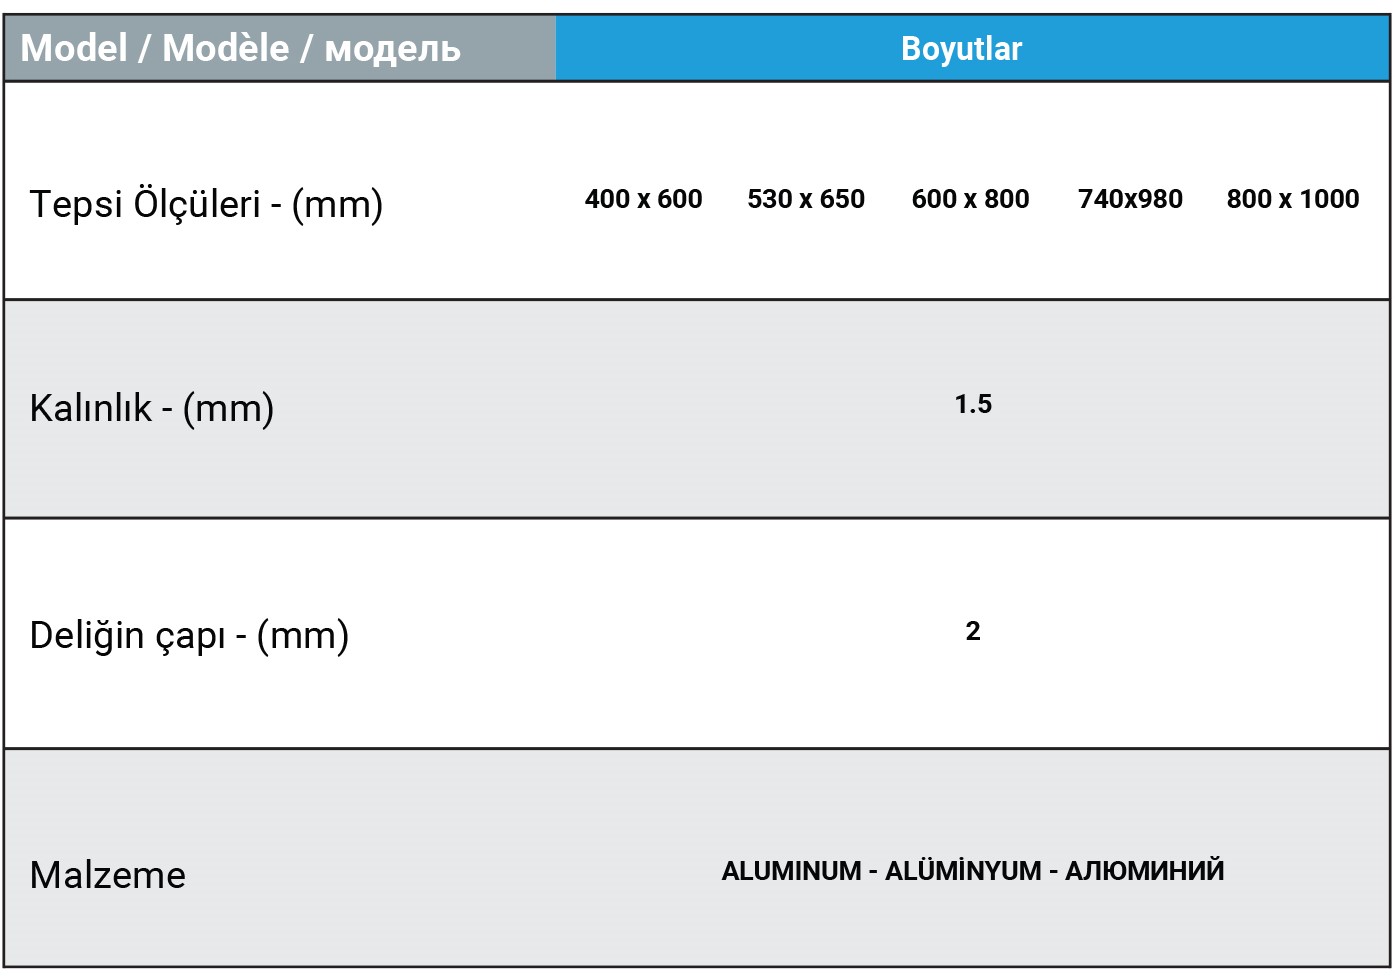 Model / Modèle / модель Boyutlar
Tepsi Ölçüleri - (mm) 400 x 600 530 x 650 600 x 800 740x980 800 x 1000
Kalınlık - (mm) 1.5
Deliğin çapı - (mm) 2
Malzeme ALUMINUM - ALÜMİNYUM - АЛЮМИНИЙ